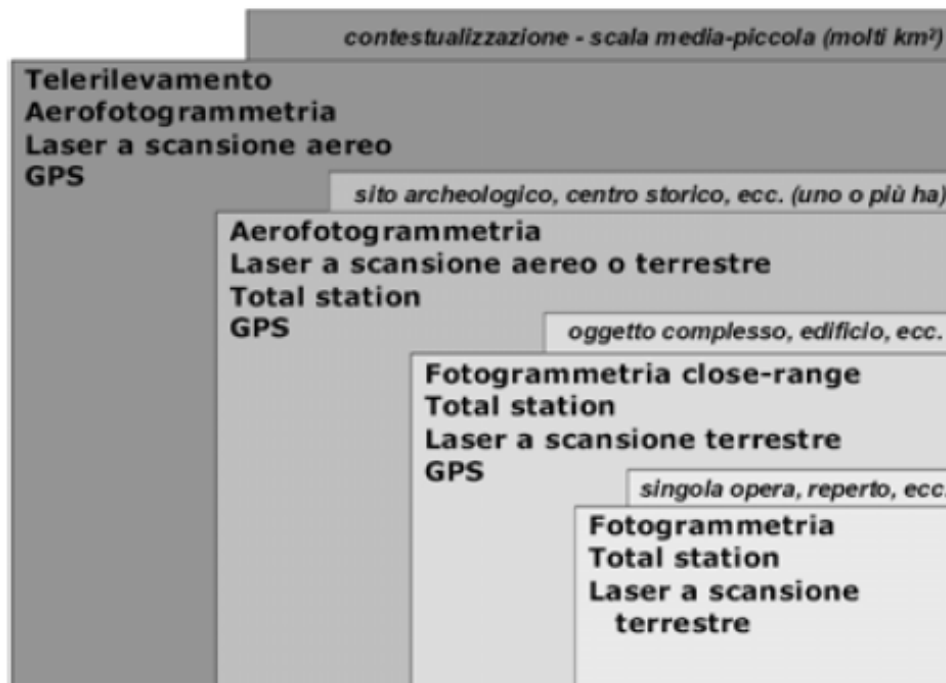 contestualizzazione - scala media-piccola (molti km²)
Telerilevamento
Aerofotogrammetria
Laser a scansione aereo
GPS
sito archeologico, centro storico, ecc. (uno o più ha)
Aerofotogrammetria
Laser a scansione aereo o terrestre
Total station
GPS
oggetto complesso, edificio, ecc.
Fotogrammetria close-range
Total station
Laser a scansione terrestre
GPS
singola opera, reperto, ecc.
Fotogrammetria
Total station
Laser a scansione
terrestre